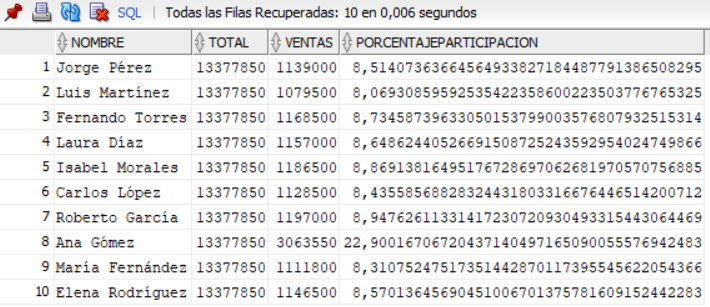 SQL | Todas las Filas Recuperadas: 10 en 0,006 segundos
NOMBRE TOTAL VENTAS PORCENTAJEPARTICIPACION
1 Jorge Pérez 13377850 1139000 8,51407363664564933827184487791386508295
2 Luis Martínez 13377850 1079500 8,06930859592535422358600223503776765325
3 Fernando Torres 13377850 1168500 8,73458739633050153799003576807932515314
4 Laura Díaz 13377850 1157000 8,64862440526691508725243592954024749866
5 Isabel Morales 13377850 1186500 8,86913816495176728697062681970570756885
6 Carlos López 13377850 1128500 8,43558568828324431803316676446514200712
7 Roberto García 13377850 1197000 8,94762611331417230720930493315443064469
8 Ana Gómez 13377850 3063550 22,90016706720437140497165090055576942483
9 María Fernández 13377850 1111800 8,31075247517351442870117395545622054366
10 Elena Rodríguez 13377850 1146500 8,57013645690451006701375781609152442283